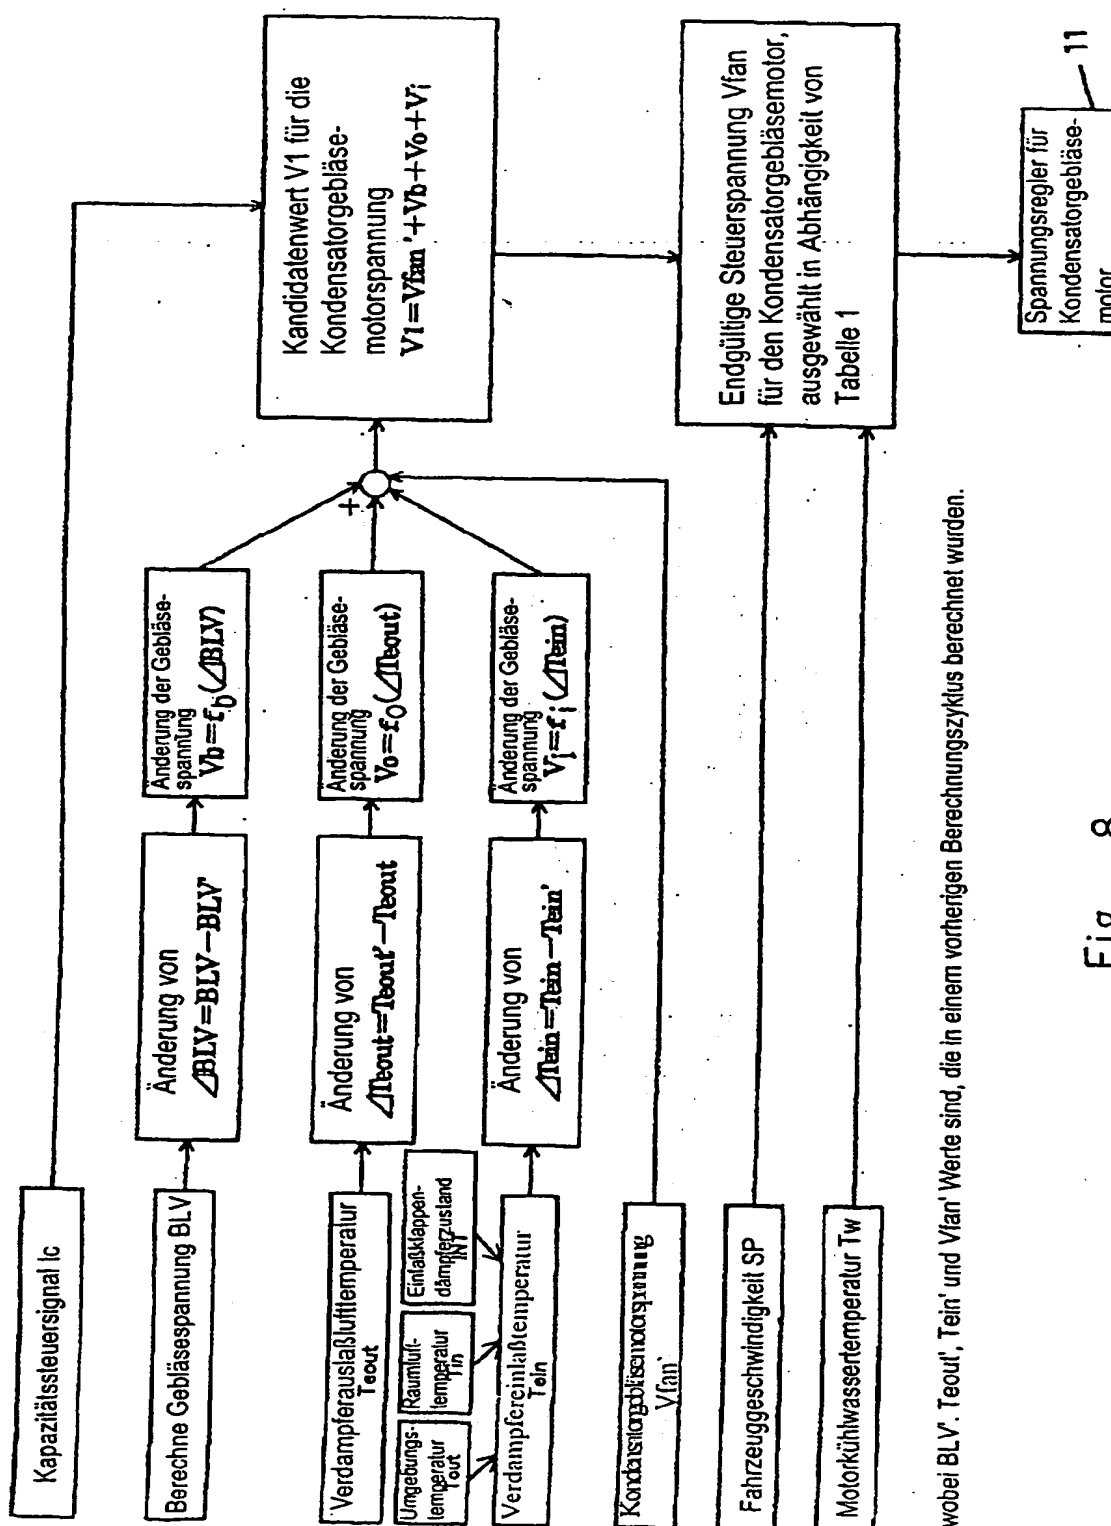 Kapazitätssteuersignal Ic
Berechne Gebläsespannung BLV
Änderung von
⊿BLV=BLV−BLV'
Änderung der Gebläse-
spannung
Vb=fb(⊿BLV)
Verdampferauslaßlufttemperatur
Teout
Änderung von
⊿Teout=Teout'−Teout
Änderung der Gebläse-
spannung
Vo=fo(⊿Teout)
Umgebungs-
temperatur
Tout
Raumluft-
temperatur
Tin
Einlaßklappen-
dämpferzustand
INT
Verdampfereinlaßtemperatur
Tein
Änderung von
⊿Tein=Tein−Tein'
Änderung der Gebläse-
spannung
Vi=fi(⊿Tein)
+
Kondensatorgebläsemotorspannung
Vfan'
Fahrzeuggeschwindigkeit SP
Motorkühlwassertemperatur Tw
Kandidatenwert V1 für die
Kondensatorgebläse-
motorspannung
V1=Vfan'+Vb+Vo+Vi
Endgültige Steuerspannung Vfan
für den Kondensatorgebläsemotor,
ausgewählt in Abhängigkeit von
Tabelle 1
Spannungsregler für
Kondensatorgebläse-
motor
11
wobei BLV'. Teout', Tein' und Vfan' Werte sind, die in einem vorherigen Berechnungszyklus berechnet wurden.
Fig. 8